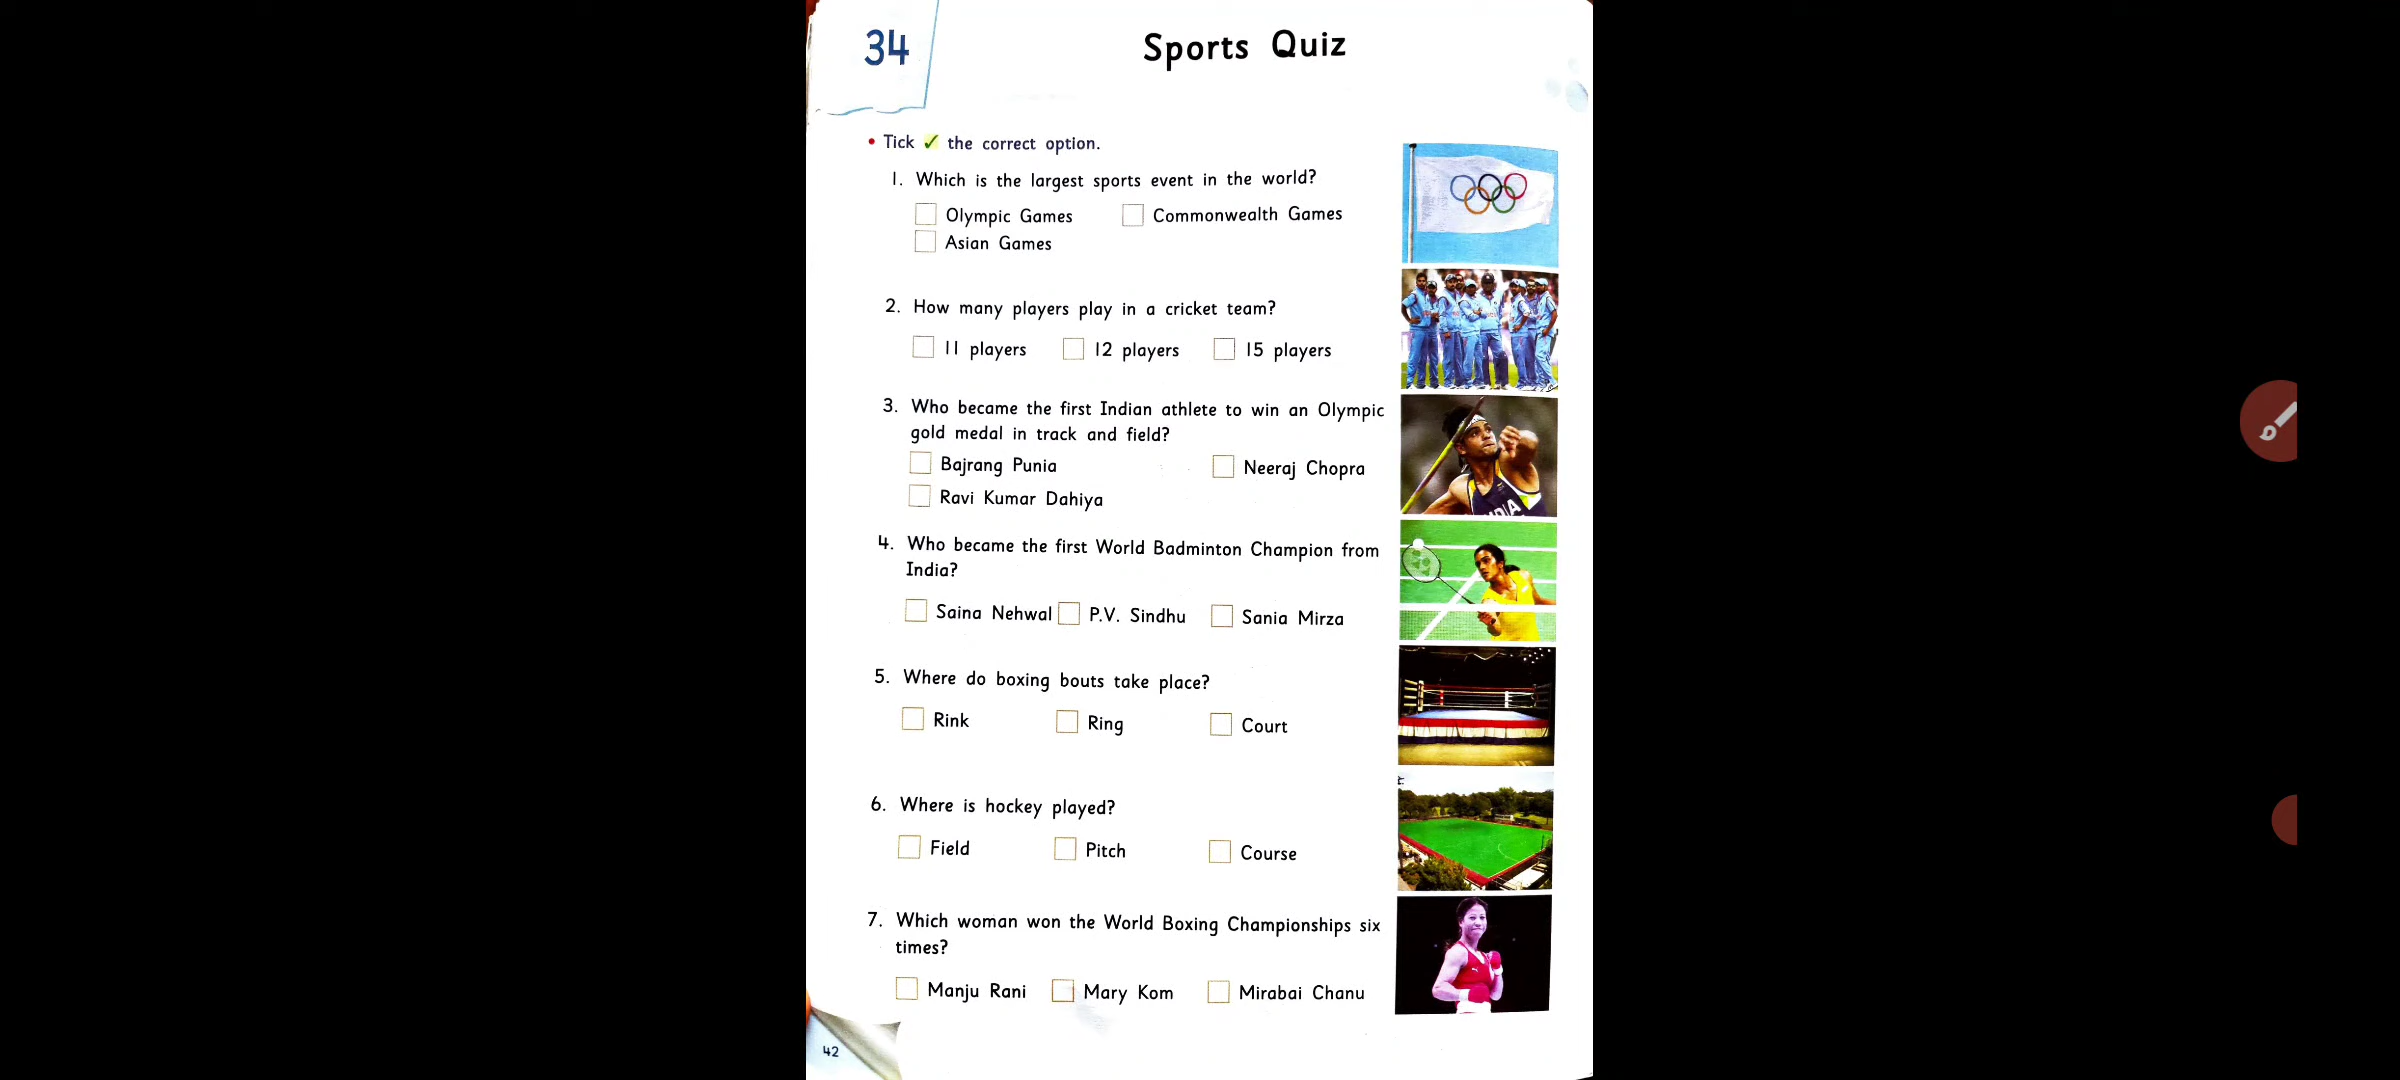 34
Sports Quiz
• Tick ✓ the correct option.
1. Which is the largest sports event in the world?
Olympic Games Commonwealth Games
Asian Games
2. How many players play in a cricket team?
11 players 12 players 15 players
3. Who became the first Indian athlete to win an Olympic
gold medal in track and field?
Bajrang Punia Neeraj Chopra
Ravi Kumar Dahiya
4. Who became the first World Badminton Champion from
India?
Saina Nehwal P.V. Sindhu Sania Mirza
5. Where do boxing bouts take place?
Rink Ring Court
6. Where is hockey played?
Field Pitch Course
7. Which woman won the World Boxing Championships six
times?
Manju Rani Mary Kom Mirabai Chanu
42